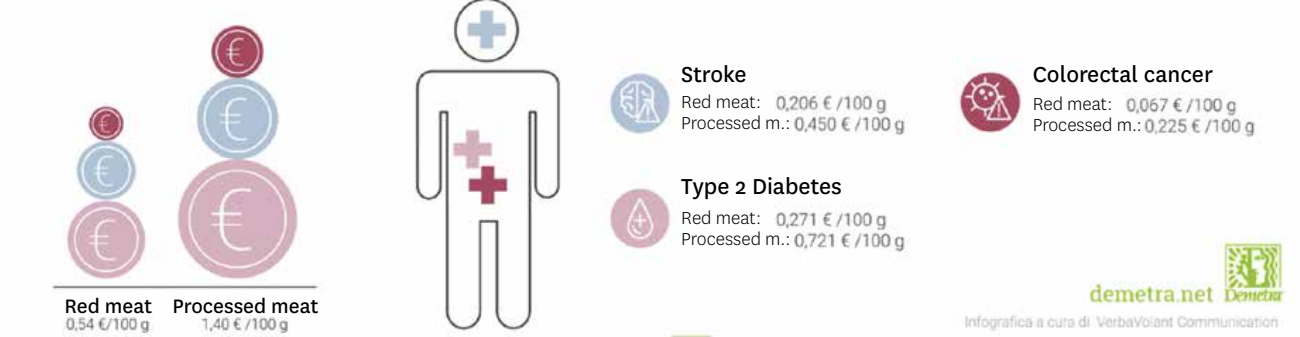 Red meat
0,54 €/100 g
Processed meat
1,40 € /100 g
Stroke
Red meat: 0,206 € /100 g
Processed m.: 0,450 € /100 g
Type 2 Diabetes
Red meat: 0,271 € /100 g
Processed m.: 0,721 € /100 g
Colorectal cancer
Red meat: 0,067 € /100 g
Processed m.: 0,225 € /100 g
demetra.net
Demetra
Infografica a cura di VerbaVolant Communication